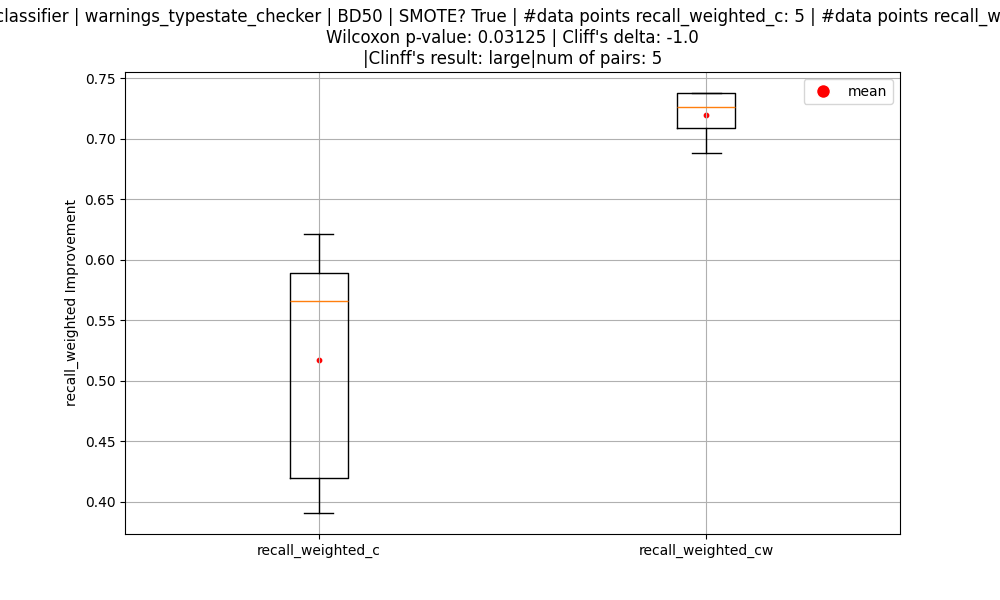 classifier | warnings_typestate_checker | BD50 | SMOTE? True | #data points recall_weighted_c: 5 | #data points
Wilcoxon p-value: 0.03125 | Cliff's delta: -1.0
|Clinff's result: large|num of pairs: 5
mean
0.75
0.70
0.65
0.60
0.55
0.50
0.45
0.40
recall_weighted Improvement
recall_weighted_c
recall_weighted_cw